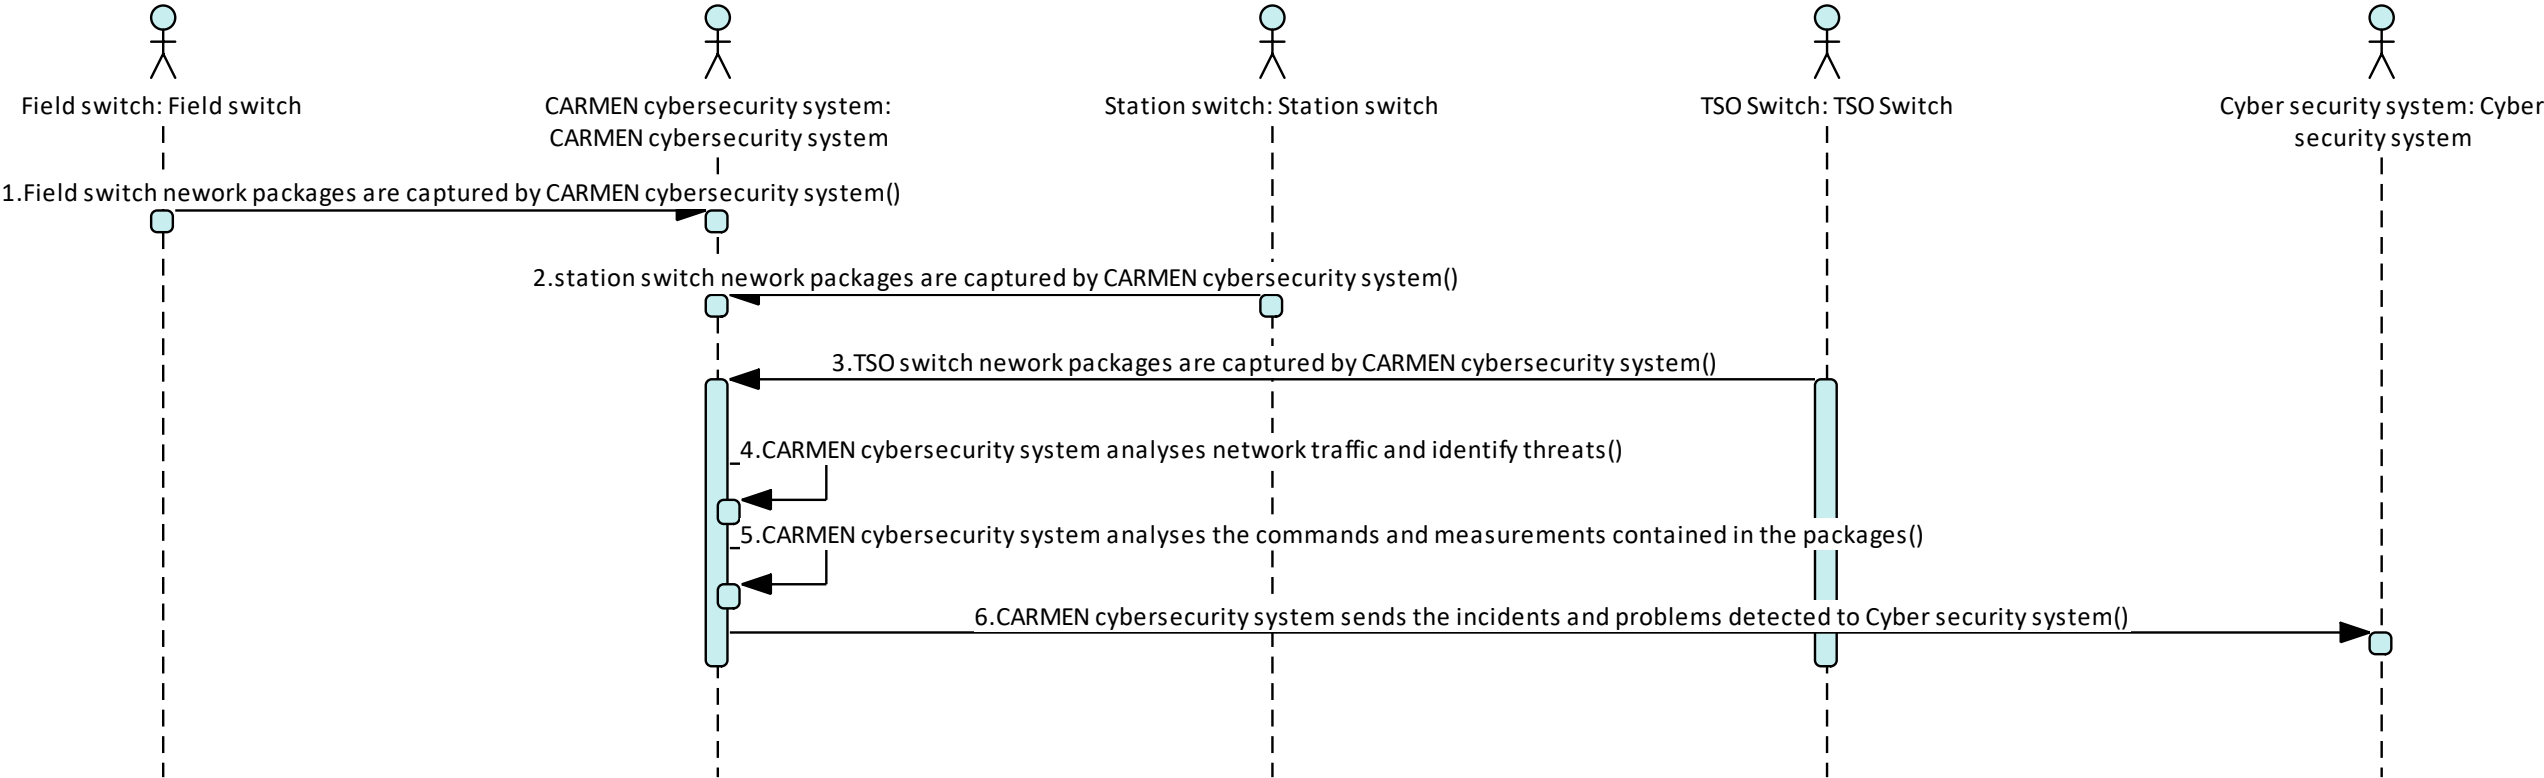 Field switch: Field switch
CARMEN cybersecurity system:
CARMEN cybersecurity system
Station switch: Station switch
TSO Switch: TSO Switch
Cyber security system: Cyber
security system
1.Field switch nework packages are captured by CARMEN cybersecurity system()
2.station switch nework packages are captured by CARMEN cybersecurity system()
3.TSO switch nework packages are captured by CARMEN cybersecurity system()
4.CARMEN cybersecurity system analyses network traffic and identify threats()
5.CARMEN cybersecurity system analyses the commands and measurements contained in the packages()
6.CARMEN cybersecurity system sends the incidents and problems detected to Cyber security system()